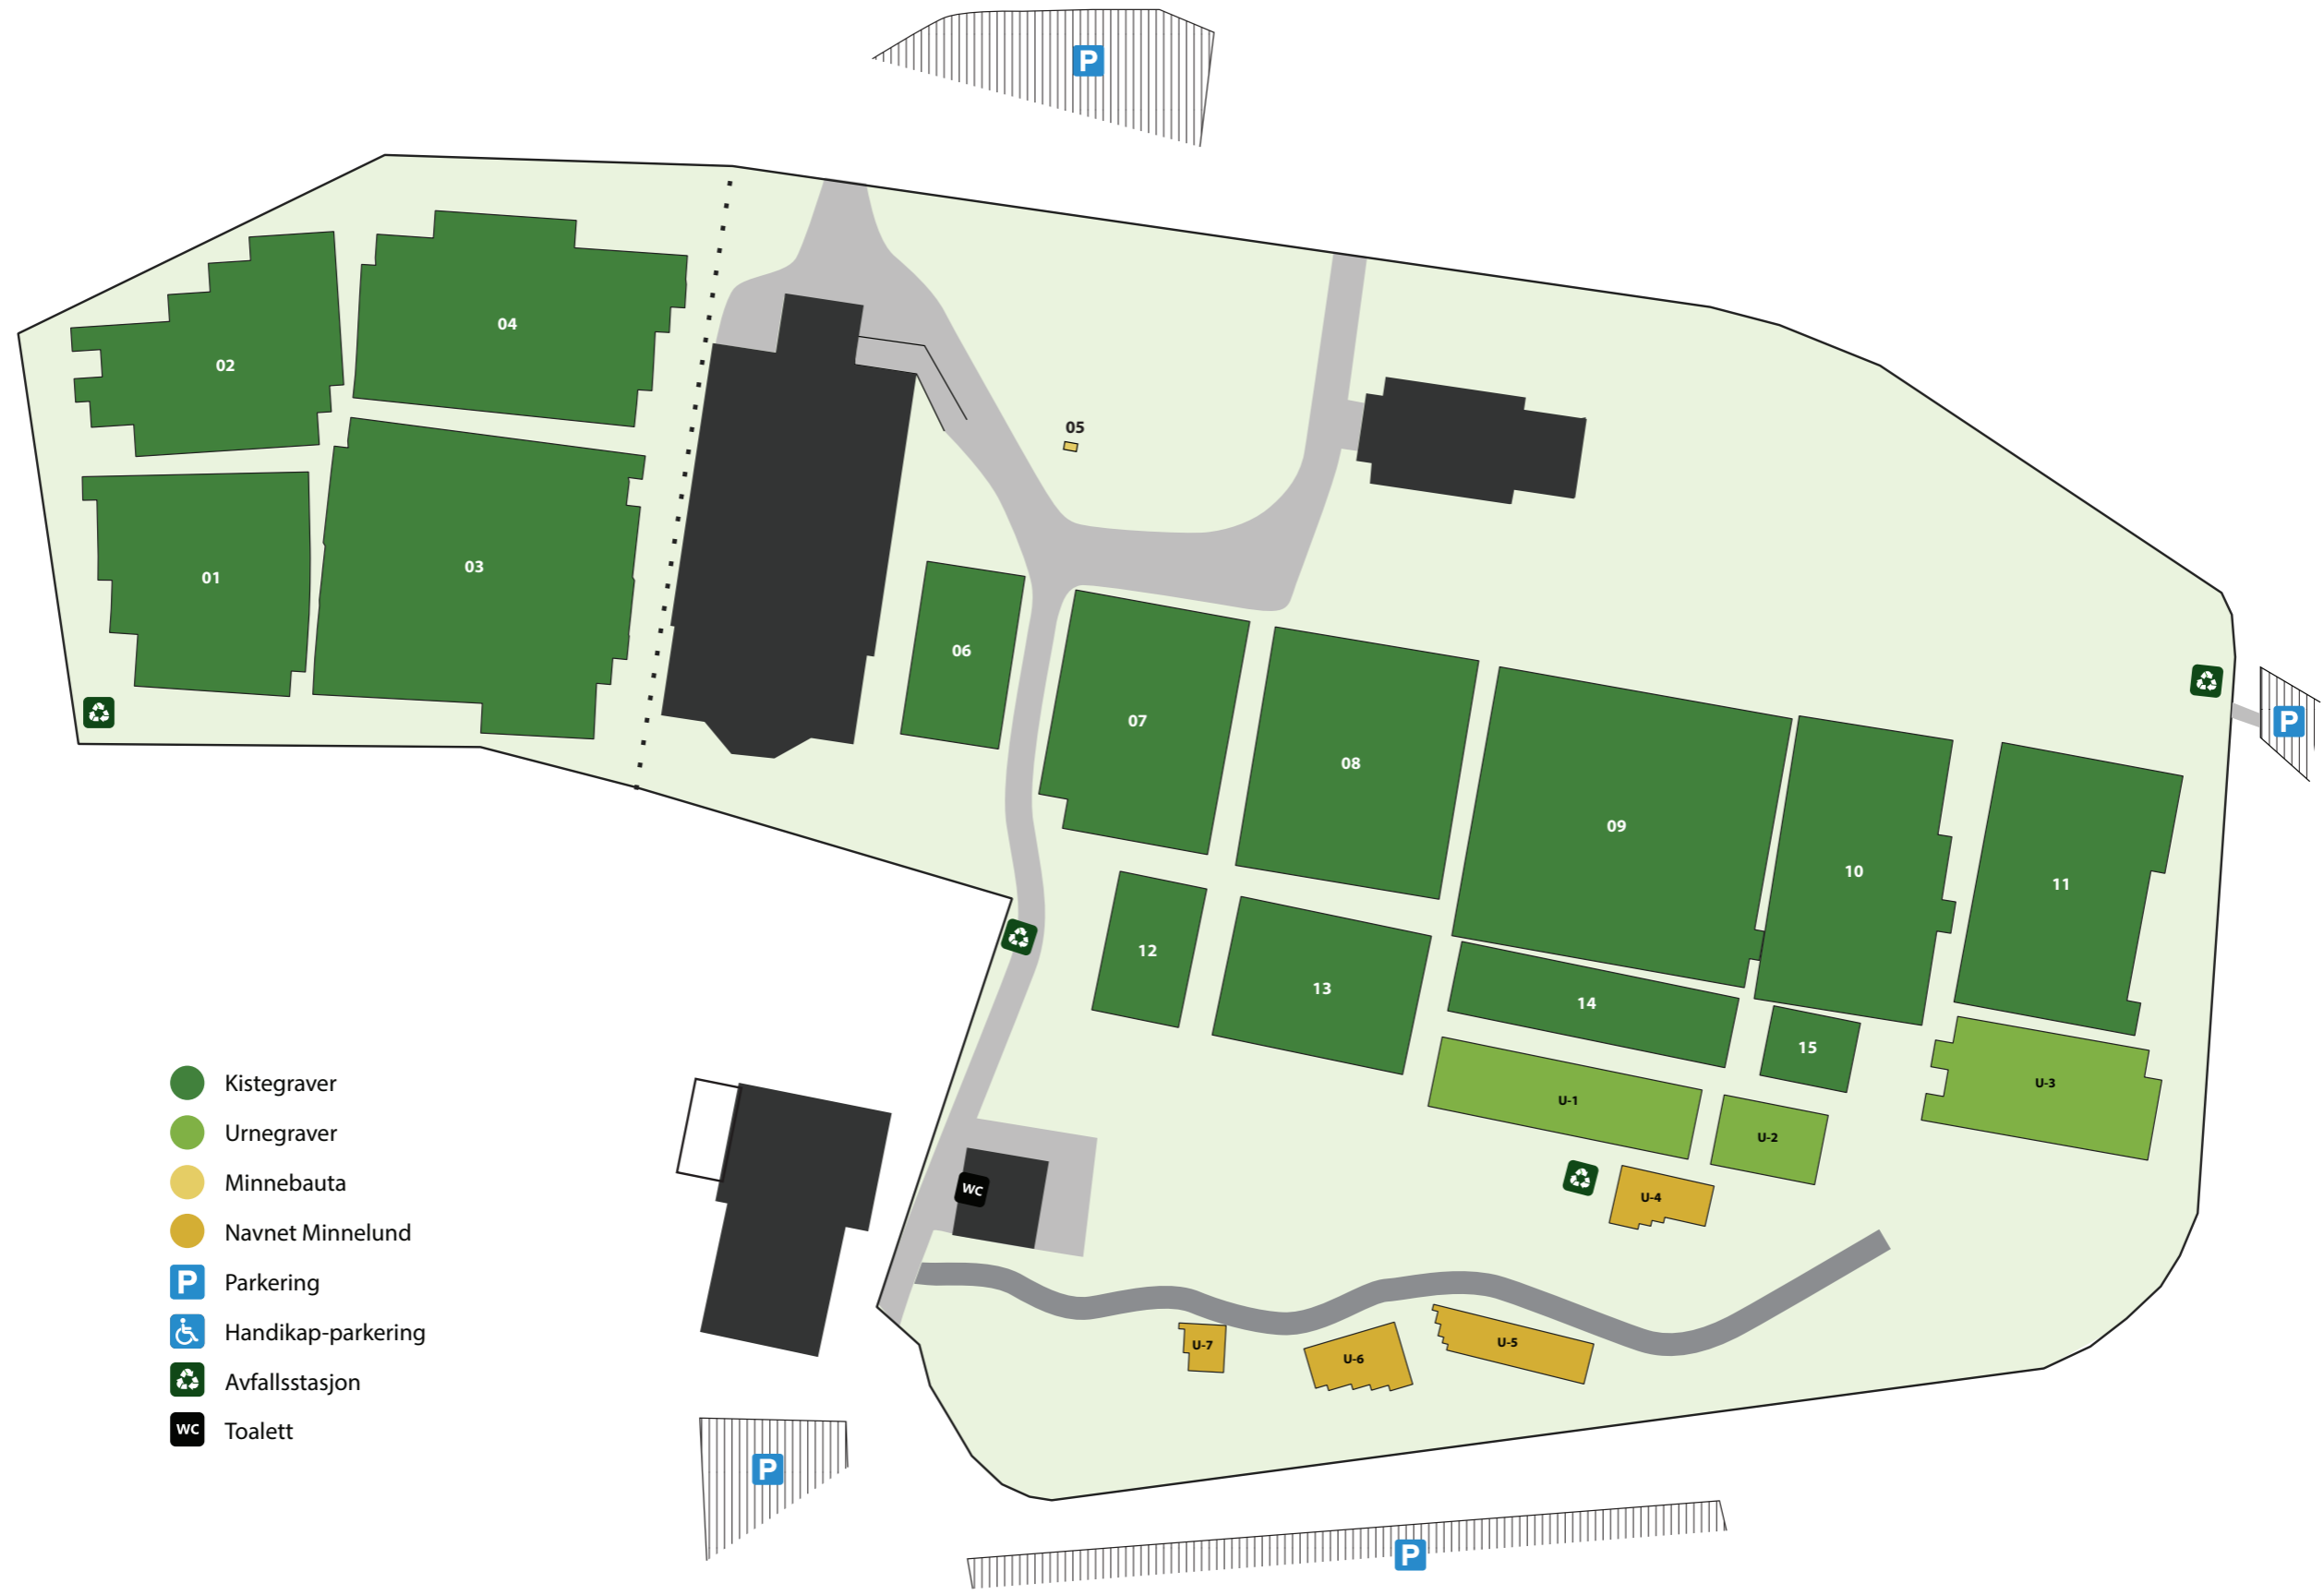 P
04
02
05
03
01
06
P
07
08
09
10
11
12
13
14
15
U-3
U-1
U-2
WC
U-4
U-7
U-6
U-5
Kistegraver
Urnegraver
Minnebauta
Navnet Minnelund
P Parkering
Handikap-parkering
Avfallsstasjon
WC Toalett
P
P